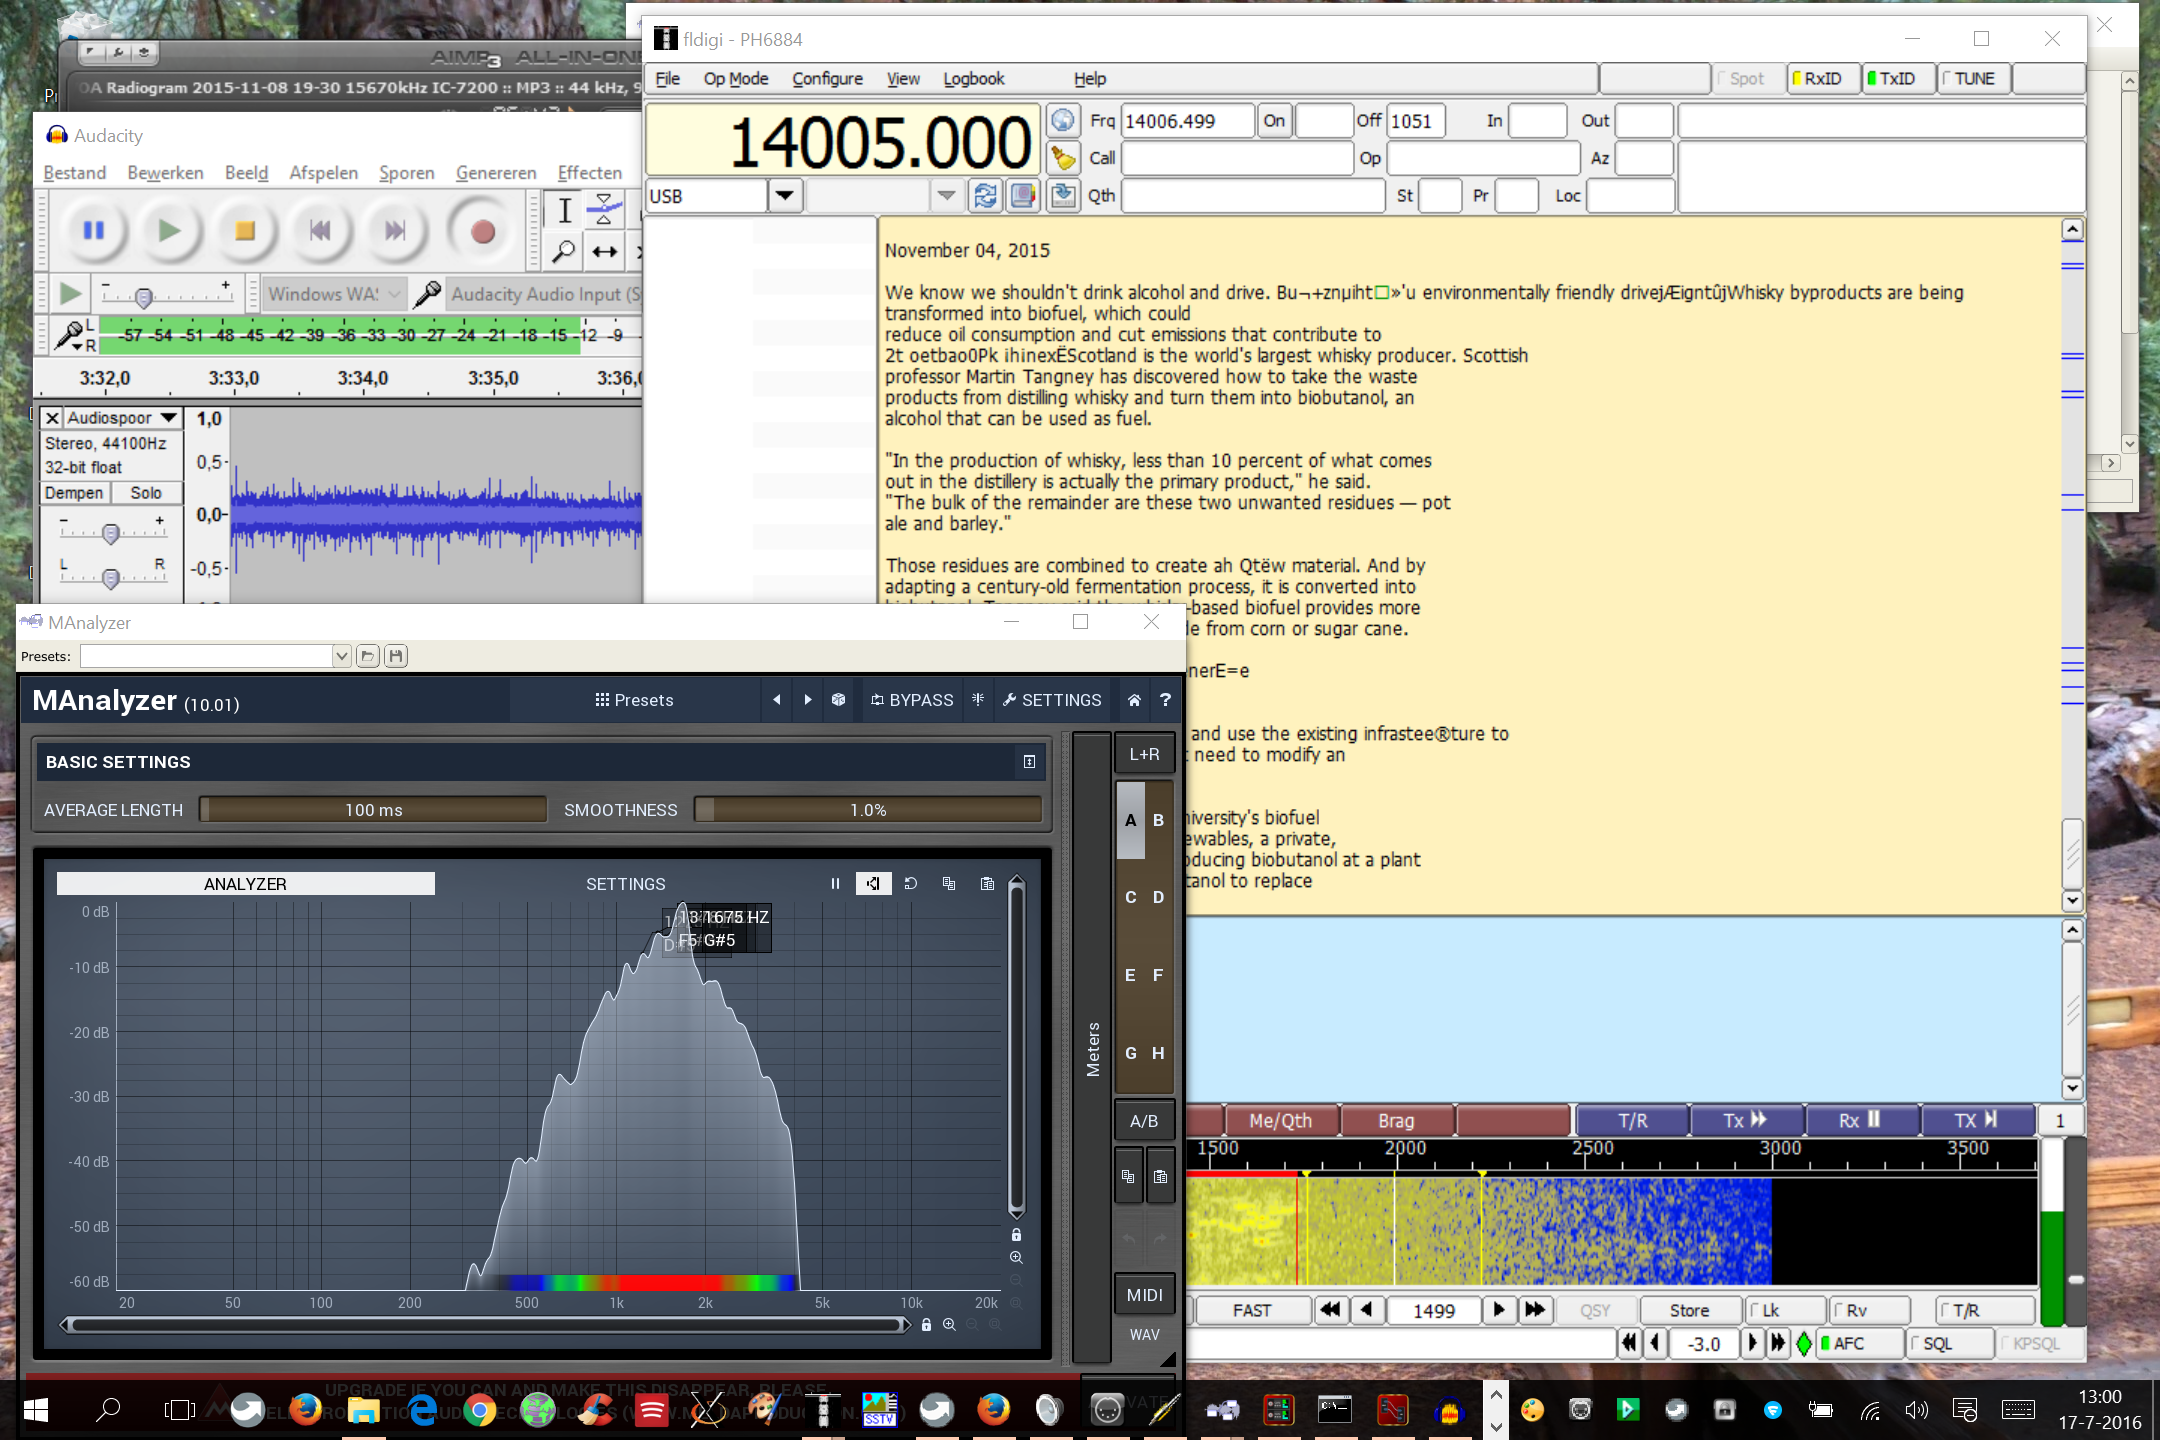 AIMP3 ALL-IN-ONE
OA Radiogram 2015-11-08 19-30 15670kHz IC-7200 :: MP3 :: 44 kHz, 9
Audacity
Bestand Bewerken Beeld Afspelen Sporen Genereren Effecten
Windows WAS
Audacity Audio Input (S
L
R
-57 -54 -51 -48 -45 -42 -39 -36 -33 -30 -27 -24 -21 -18 -15 -12 -9
3:32,0 3:33,0 3:34,0 3:35,0 3:36,0
Audiospoor
Stereo, 44100Hz
32-bit float
Dempen Solo
L R
1,0
0,5
0,0
-0,5
fldigi - PH6884
File Op Mode Configure View Logbook Help
Spot RxID TxID TUNE
14005.000
USB
Frq 14006.499 On Off 1051 In Out
Call Op Az
Qth St Pr Loc
November 04, 2015
We know we shouldn't drink alcohol and drive. Bu¬+znµiht□»'u environmentally friendly drivejÆigntûjWhisky byproducts are being
transformed into biofuel, which could
reduce oil consumption and cut emissions that contribute to
2t oetbao0Pk ihinexËScotland is the world's largest whisky producer. Scottish
professor Martin Tangney has discovered how to take the waste
products from distilling whisky and turn them into biobutanol, an
alcohol that can be used as fuel.
"In the production of whisky, less than 10 percent of what comes
out in the distillery is actually the primary product," he said.
"The bulk of the remainder are these two unwanted residues — pot
ale and barley."
Those residues are combined to create ah Qtëw material. And by
adapting a century-old fermentation process, it is converted into
-based biofuel provides more
le from corn or sugar cane.
nerE=e
and use the existing infrastee®ture to
need to modify an
niversity's biofuel
ewables, a private,
oducing biobutanol at a plant
tanol to replace
Me/Qth Brag T/R Tx Rx TX 1
1500 2000 2500 3000 3500
FAST 1499 QSY Store Lk Rv T/R
-3.0 AFC SQL KPSQL
MAnalyzer
Presets:
MAnalyzer (10.01)
Presets BYPASS SETTINGS ?
BASIC SETTINGS
AVERAGE LENGTH 100 ms SMOOTHNESS 1.0%
ANALYZER SETTINGS
1675 HZ
F5 G#5
0 dB
-10 dB
-20 dB
-30 dB
-40 dB
-50 dB
-60 dB
20 50 100 200 500 1k 2k 5k 10k 20k
Meters
L+R
A B
C D
E F
G H
A/B
MIDI
WAV
UPGRADE IF YOU CAN AND MAKE THIS DISAPPEAR, PLEASE
SSTV
13:00
17-7-2016